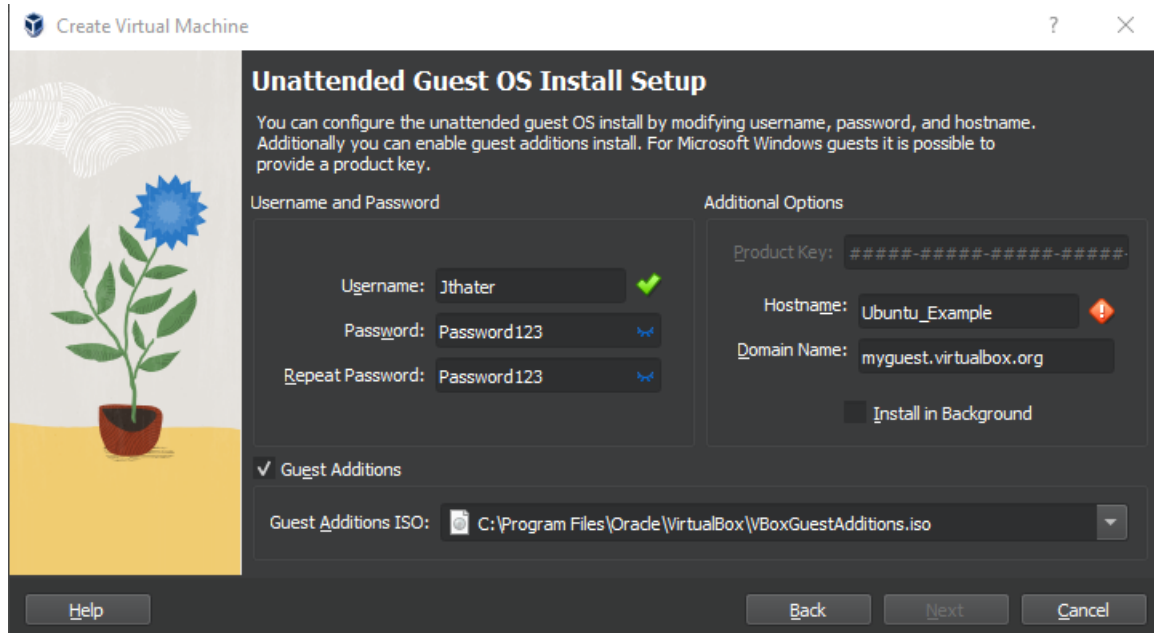 Create Virtual Machine
?
Unattended Guest OS Install Setup
You can configure the unattended guest OS install by modifying username, password, and hostname.
Additionally you can enable guest additions install. For Microsoft Windows guests it is possible to
provide a product key.
Username and Password
Username: Jthater
Password: Password123
Repeat Password: Password123
Additional Options
Product Key: #####-#####-#####-#####-
Hostname: Ubuntu_Example
Domain Name: myguest.virtualbox.org
Install in Background
Guest Additions
Guest Additions ISO: C:\Program Files\Oracle\VirtualBox\VBoxGuestAdditions.iso
Help
Back
Next
Cancel